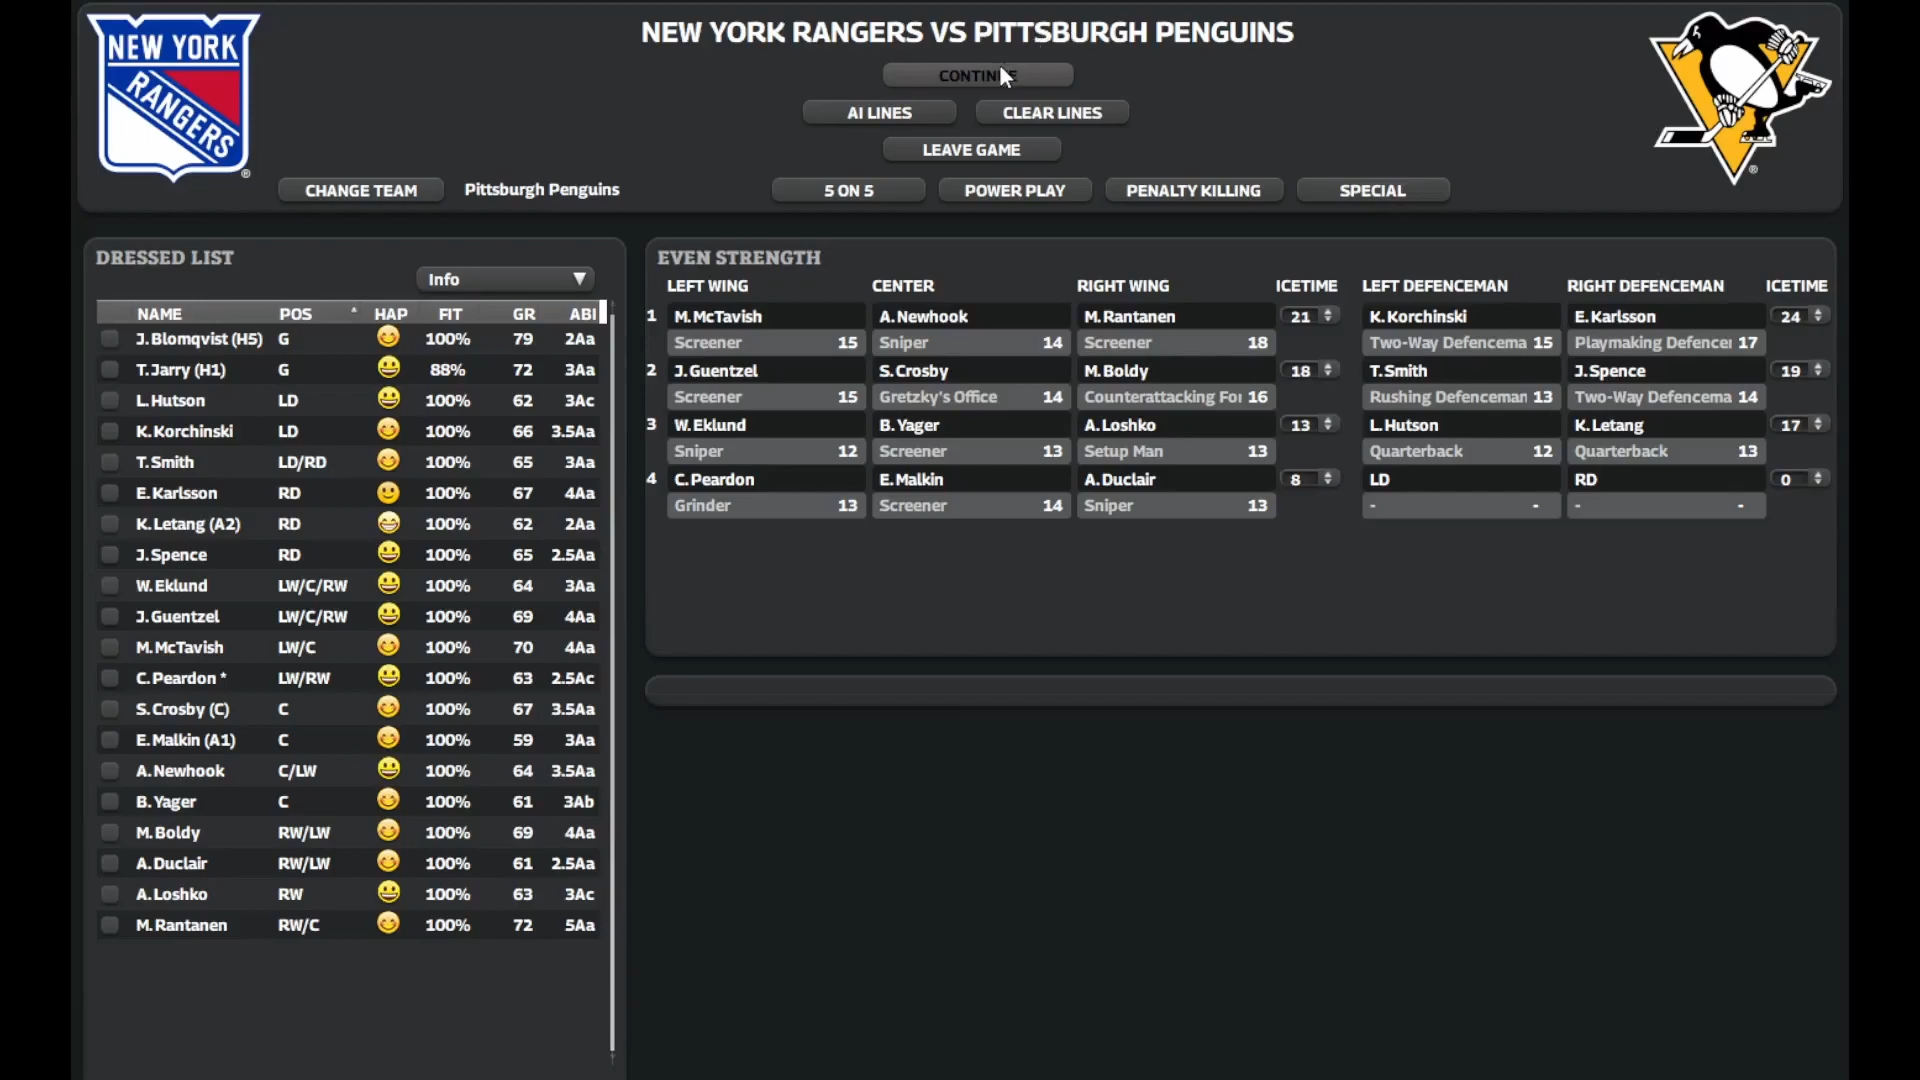 NEW YORK RANGERS VS PITTSBURGH PENGUINS
NEW YORK
RANGERS
®
®
CONTINUE
AI LINES CLEAR LINES
LEAVE GAME
CHANGE TEAM Pittsburgh Penguins 5 ON 5 POWER PLAY PENALTY KILLING SPECIAL
DRESSED LIST
Info
NAME POS HAP FIT GR ABI
J. Blomqvist (H5) G 100% 79 2Aa
T. Jarry (H1) G 88% 72 3Aa
L. Hutson LD 100% 62 3Ac
K. Korchinski LD 100% 66 3.5Aa
T. Smith LD/RD 100% 65 3Aa
E. Karlsson RD 100% 67 4Aa
K. Letang (A2) RD 100% 62 2Aa
J. Spence RD 100% 65 2.5Aa
W. Eklund LW/C/RW 100% 64 3Aa
J. Guentzel LW/C/RW 100% 69 4Aa
M. McTavish LW/C 100% 70 4Aa
C. Peardon * LW/RW 100% 63 2.5Ac
S. Crosby (C) C 100% 67 3.5Aa
E. Malkin (A1) C 100% 59 3Aa
A. Newhook C/LW 100% 64 3.5Aa
B. Yager C 100% 61 3Ab
M. Boldy RW/LW 100% 69 4Aa
A. Duclair RW/LW 100% 61 2.5Aa
A. Loshko RW 100% 63 3Ac
M. Rantanen RW/C 100% 72 5Aa
EVEN STRENGTH
LEFT WING CENTER RIGHT WING ICETIME LEFT DEFENCEMAN RIGHT DEFENCEMAN ICETIME
1 M. McTavish A. Newhook M. Rantanen 21 K. Korchinski E. Karlsson 24
Screener 15 Sniper 14 Screener 18 Two-Way Defencema 15 Playmaking Defencer 17
2 J. Guentzel S. Crosby M. Boldy 18 T. Smith J. Spence 19
Screener 15 Gretzky's Office 14 Counterattacking For 16 Rushing Defenceman 13 Two-Way Defencema 14
3 W. Eklund B. Yager A. Loshko 13 L. Hutson K. Letang 17
Sniper 12 Screener 13 Setup Man 13 Quarterback 12 Quarterback 13
4 C. Peardon E. Malkin A. Duclair 8 LD RD 0
Grinder 13 Screener 14 Sniper 13 - - - -